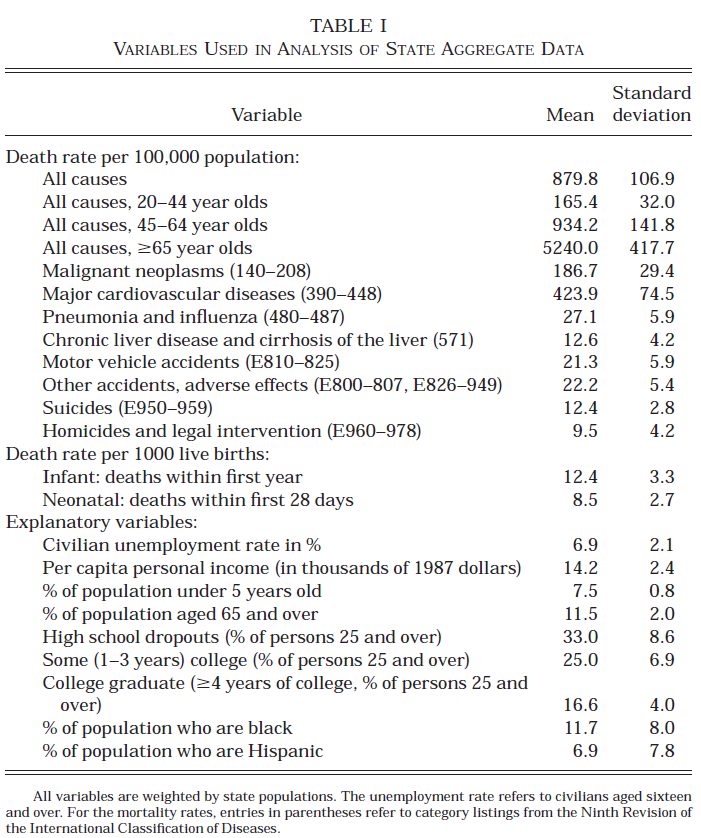 TABLE I
VARIABLES USED IN ANALYSIS OF STATE AGGREGATE DATA
Variable Mean Standard deviation
Death rate per 100,000 population:
All causes 879.8 106.9
All causes, 20–44 year olds 165.4 32.0
All causes, 45–64 year olds 934.2 141.8
All causes, ≥65 year olds 5240.0 417.7
Malignant neoplasms (140–208) 186.7 29.4
Major cardiovascular diseases (390–448) 423.9 74.5
Pneumonia and influenza (480–487) 27.1 5.9
Chronic liver disease and cirrhosis of the liver (571) 12.6 4.2
Motor vehicle accidents (E810–825) 21.3 5.9
Other accidents, adverse effects (E800–807, E826–949) 22.2 5.4
Suicides (E950–959) 12.4 2.8
Homicides and legal intervention (E960–978) 9.5 4.2
Death rate per 1000 live births:
Infant: deaths within first year 12.4 3.3
Neonatal: deaths within first 28 days 8.5 2.7
Explanatory variables:
Civilian unemployment rate in % 6.9 2.1
Per capita personal income (in thousands of 1987 dollars) 14.2 2.4
% of population under 5 years old 7.5 0.8
% of population aged 65 and over 11.5 2.0
High school dropouts (% of persons 25 and over) 33.0 8.6
Some (1–3 years) college (% of persons 25 and over) 25.0 6.9
College graduate (≥4 years of college, % of persons 25 and
over) 16.6 4.0
% of population who are black 11.7 8.0
% of population who are Hispanic 6.9 7.8
All variables are weighted by state populations. The unemployment rate refers to civilians aged sixteen
and over. For the mortality rates, entries in parentheses refer to category listings from the Ninth Revision of
the International Classification of Diseases.